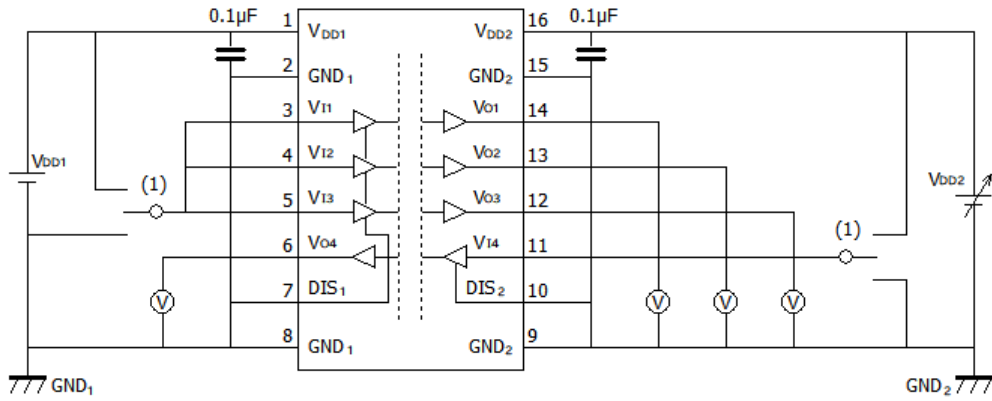 0.1µF 1 16 0.1µF
VDD1 VDD2
2 GND1 GND2 15
3 VI1 VO1 14
4 VI2 VO2 13
VDD1 (1) 5 VI3 VO3 12 VDD2
6 VO4 VI4 11 (1)
V 7 DIS1 DIS2 10 V V V
8 GND1 GND2 9
GND1 GND2